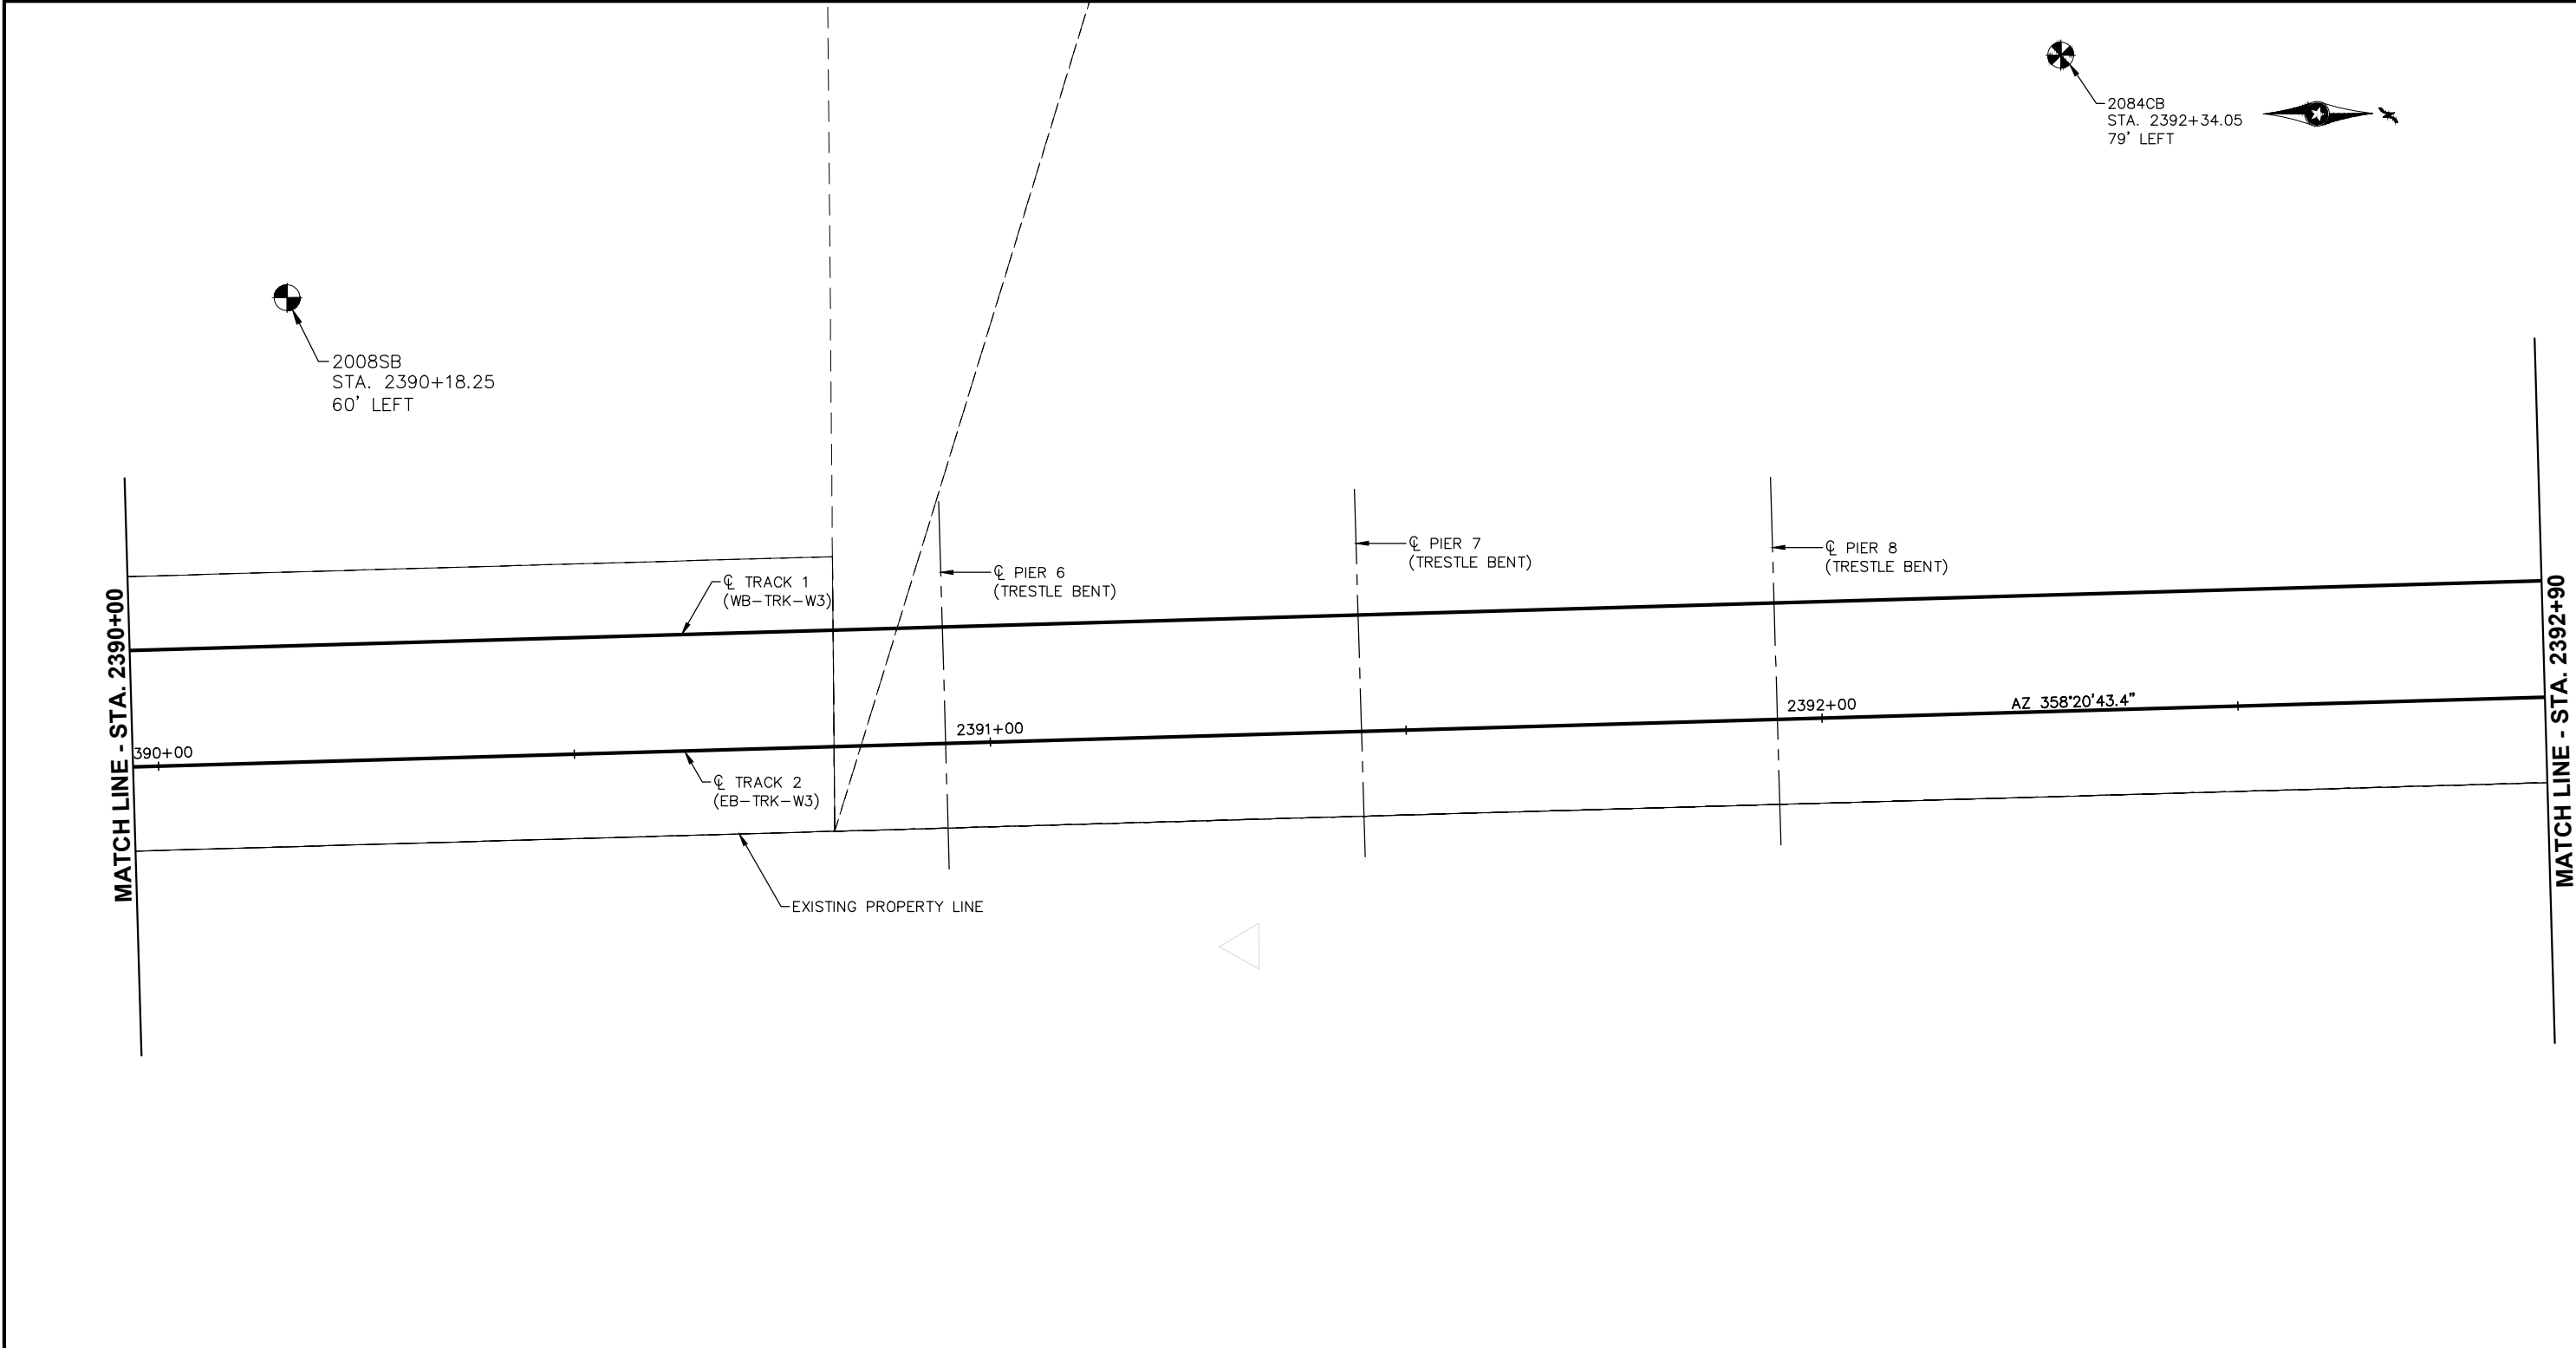 2084CB
STA. 2392+34.05
79' LEFT
2008SB
STA. 2390+18.25
60' LEFT
℄ PIER 7
(TRESTLE BENT)
℄ PIER 8
(TRESTLE BENT)
℄ PIER 6
(TRESTLE BENT)
℄ TRACK 1
(WB-TRK-W3)
MATCH LINE - STA. 2390+00
MATCH LINE - STA. 2392+90
390+00
2391+00
2392+00
AZ 358°20'43.4"
℄ TRACK 2
(EB-TRK-W3)
EXISTING PROPERTY LINE